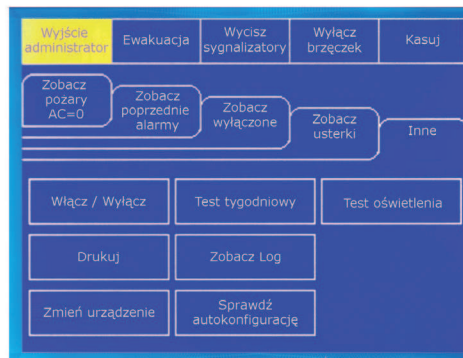 Wyjście
administrator
Ewakuacja
Wycisz
sygnalizatory
Wyłącz
brzęczek
Kasuj
Zobacz
pożary
AC=0
Zobacz
poprzednie
alarmy
Zobacz
wyłączone
Zobacz
usterki
Inne
Włącz / Wyłącz
Test tygodniowy
Test oświetlenia
Drukuj
Zobacz Log
Zmień urządzenie
Sprawdź
autokonfigurację